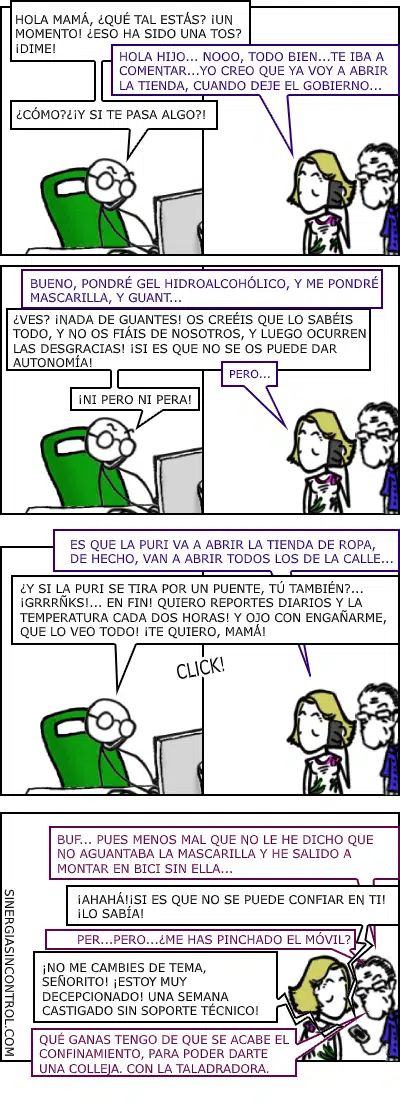 HOLA MAMÁ, ¿QUÉ TAL ESTÁS? ¡UN
MOMENTO! ¿ESO HA SIDO UNA TOS?
¡DIME!
HOLA HIJO... NOOO, TODO BIEN...TE IBA A
COMENTAR...YO CREO QUE YA VOY A ABRIR
LA TIENDA, CUANDO DEJE EL GOBIERNO...
¿CÓMO?¿¡Y SI TE PASA ALGO?!
BUENO, PONDRÉ GEL HIDROALCOHÓLICO, Y ME PONDRÉ
MASCARILLA, Y GUANT...
¿VES? ¡NADA DE GUANTES! OS CREÉIS QUE LO SABÉIS
TODO, Y NO OS FIÁIS DE NOSOTROS, Y LUEGO OCURREN
LAS DESGRACIAS! ¡SI ES QUE NO SE OS PUEDE DAR
AUTONOMÍA!
PERO...
¡NI PERO NI PERA!
ES QUE LA PURI VA A ABRIR LA TIENDA DE ROPA,
DE HECHO, VAN A ABRIR TODOS LOS DE LA CALLE...
¿Y SI LA PURI SE TIRA POR UN PUENTE, TÚ TAMBIÉN?...
¡GRRRÑKS!... EN FIN! QUIERO REPORTES DIARIOS Y LA
TEMPERATURA CADA DOS HORAS! Y OJO CON ENGAÑARME,
QUE LO VEO TODO! ¡TE QUIERO, MAMÁ!
CLICK!
BUF... PUES MENOS MAL QUE NO LE HE DICHO QUE
NO AGUANTABA LA MASCARILLA Y HE SALIDO A
MONTAR EN BICI SIN ELLA...
¡AHAHÁ!¡SI ES QUE NO SE PUEDE CONFIAR EN TI!
¡LO SABÍA!
PER...PERO...¿ME HAS PINCHADO EL MÓVIL?
¡NO ME CAMBIES DE TEMA,
SEÑORITO! ¡ESTOY MUY
DECEPCIONADO! UNA SEMANA
CASTIGADO SIN SOPORTE TÉCNICO!
QUÉ GANAS TENGO DE QUE SE ACABE EL
CONFINAMIENTO, PARA PODER DARTE
UNA COLLEJA. CON LA TALADRADORA.
SINERGIASINCONTROL.COM